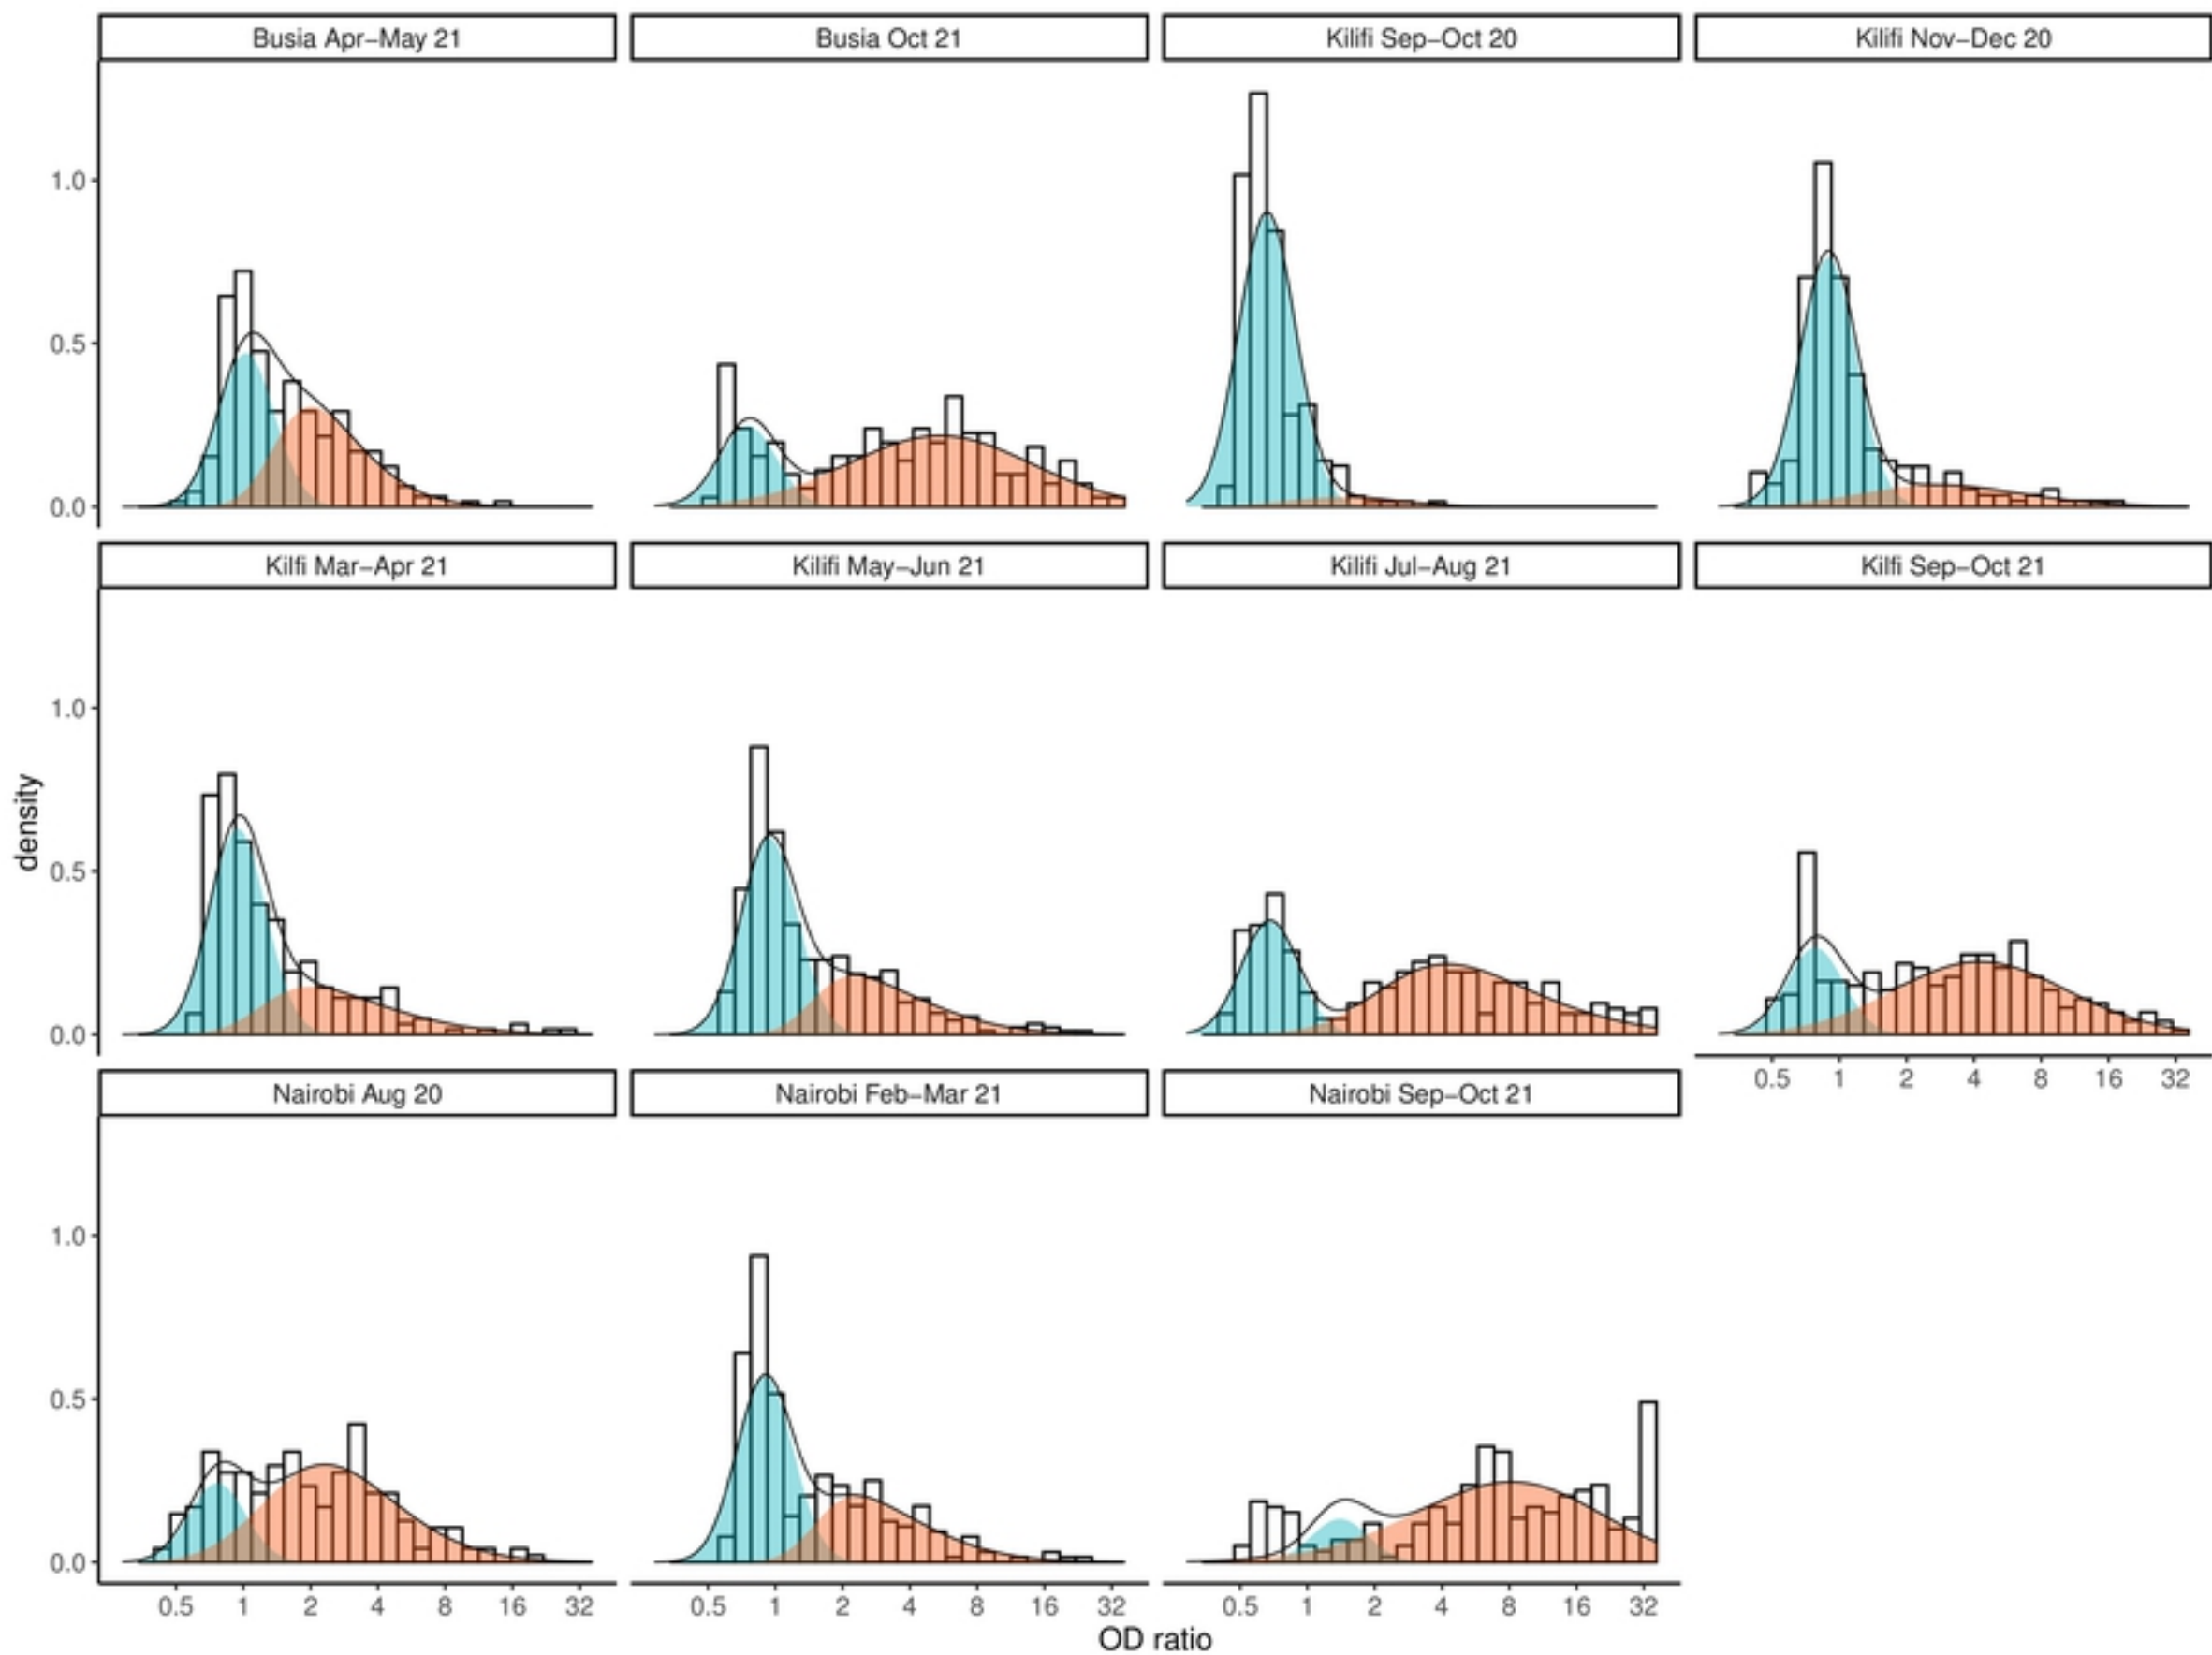 Busia Apr–May 21
Busia Oct 21
Kilifi Sep–Oct 20
Kilifi Nov–Dec 20
1.0
0.5
0.0
Kilfi Mar–Apr 21
Kilifi May–Jun 21
Kilifi Jul–Aug 21
Kilfi Sep–Oct 21
density
1.0
0.5
0.0
0.5 1 2 4 8 16 32
Nairobi Aug 20
Nairobi Feb–Mar 21
Nairobi Sep–Oct 21
1.0
0.5
0.0
0.5 1 2 4 8 16 32
0.5 1 2 4 8 16 32
0.5 1 2 4 8 16 32
OD ratio